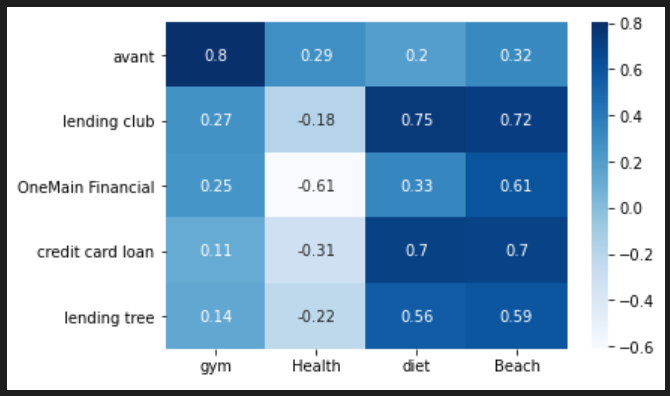 avant 0.8 0.29 0.2 0.32
lending club 0.27 -0.18 0.75 0.72
OneMain Financial 0.25 -0.61 0.33 0.61
credit card loan 0.11 -0.31 0.7 0.7
lending tree 0.14 -0.22 0.56 0.59
gym Health diet Beach
0.8
0.6
0.4
0.2
0.0
−0.2
−0.4
−0.6